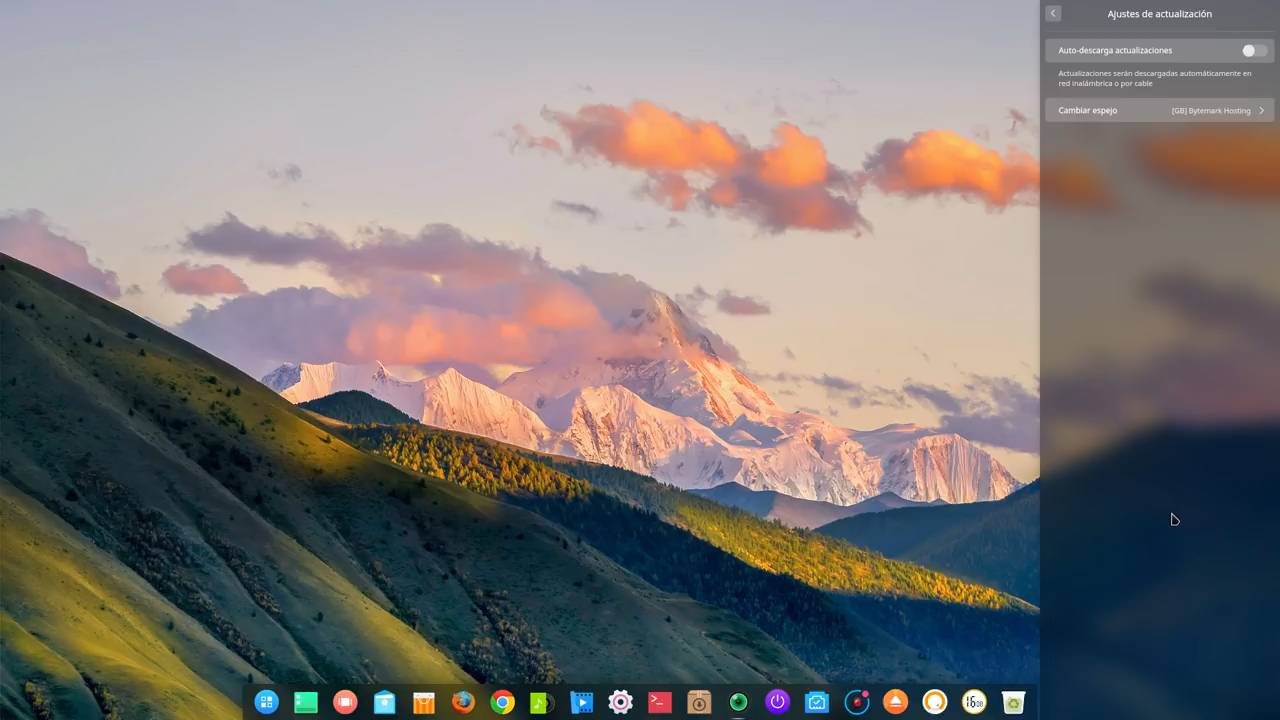 Ajustes de actualización
Auto-descarga actualizaciones
Actualizaciones serán descargadas automáticamente en
red inalámbrica o por cable
Cambiar espejo [GB] Bytemark Hosting